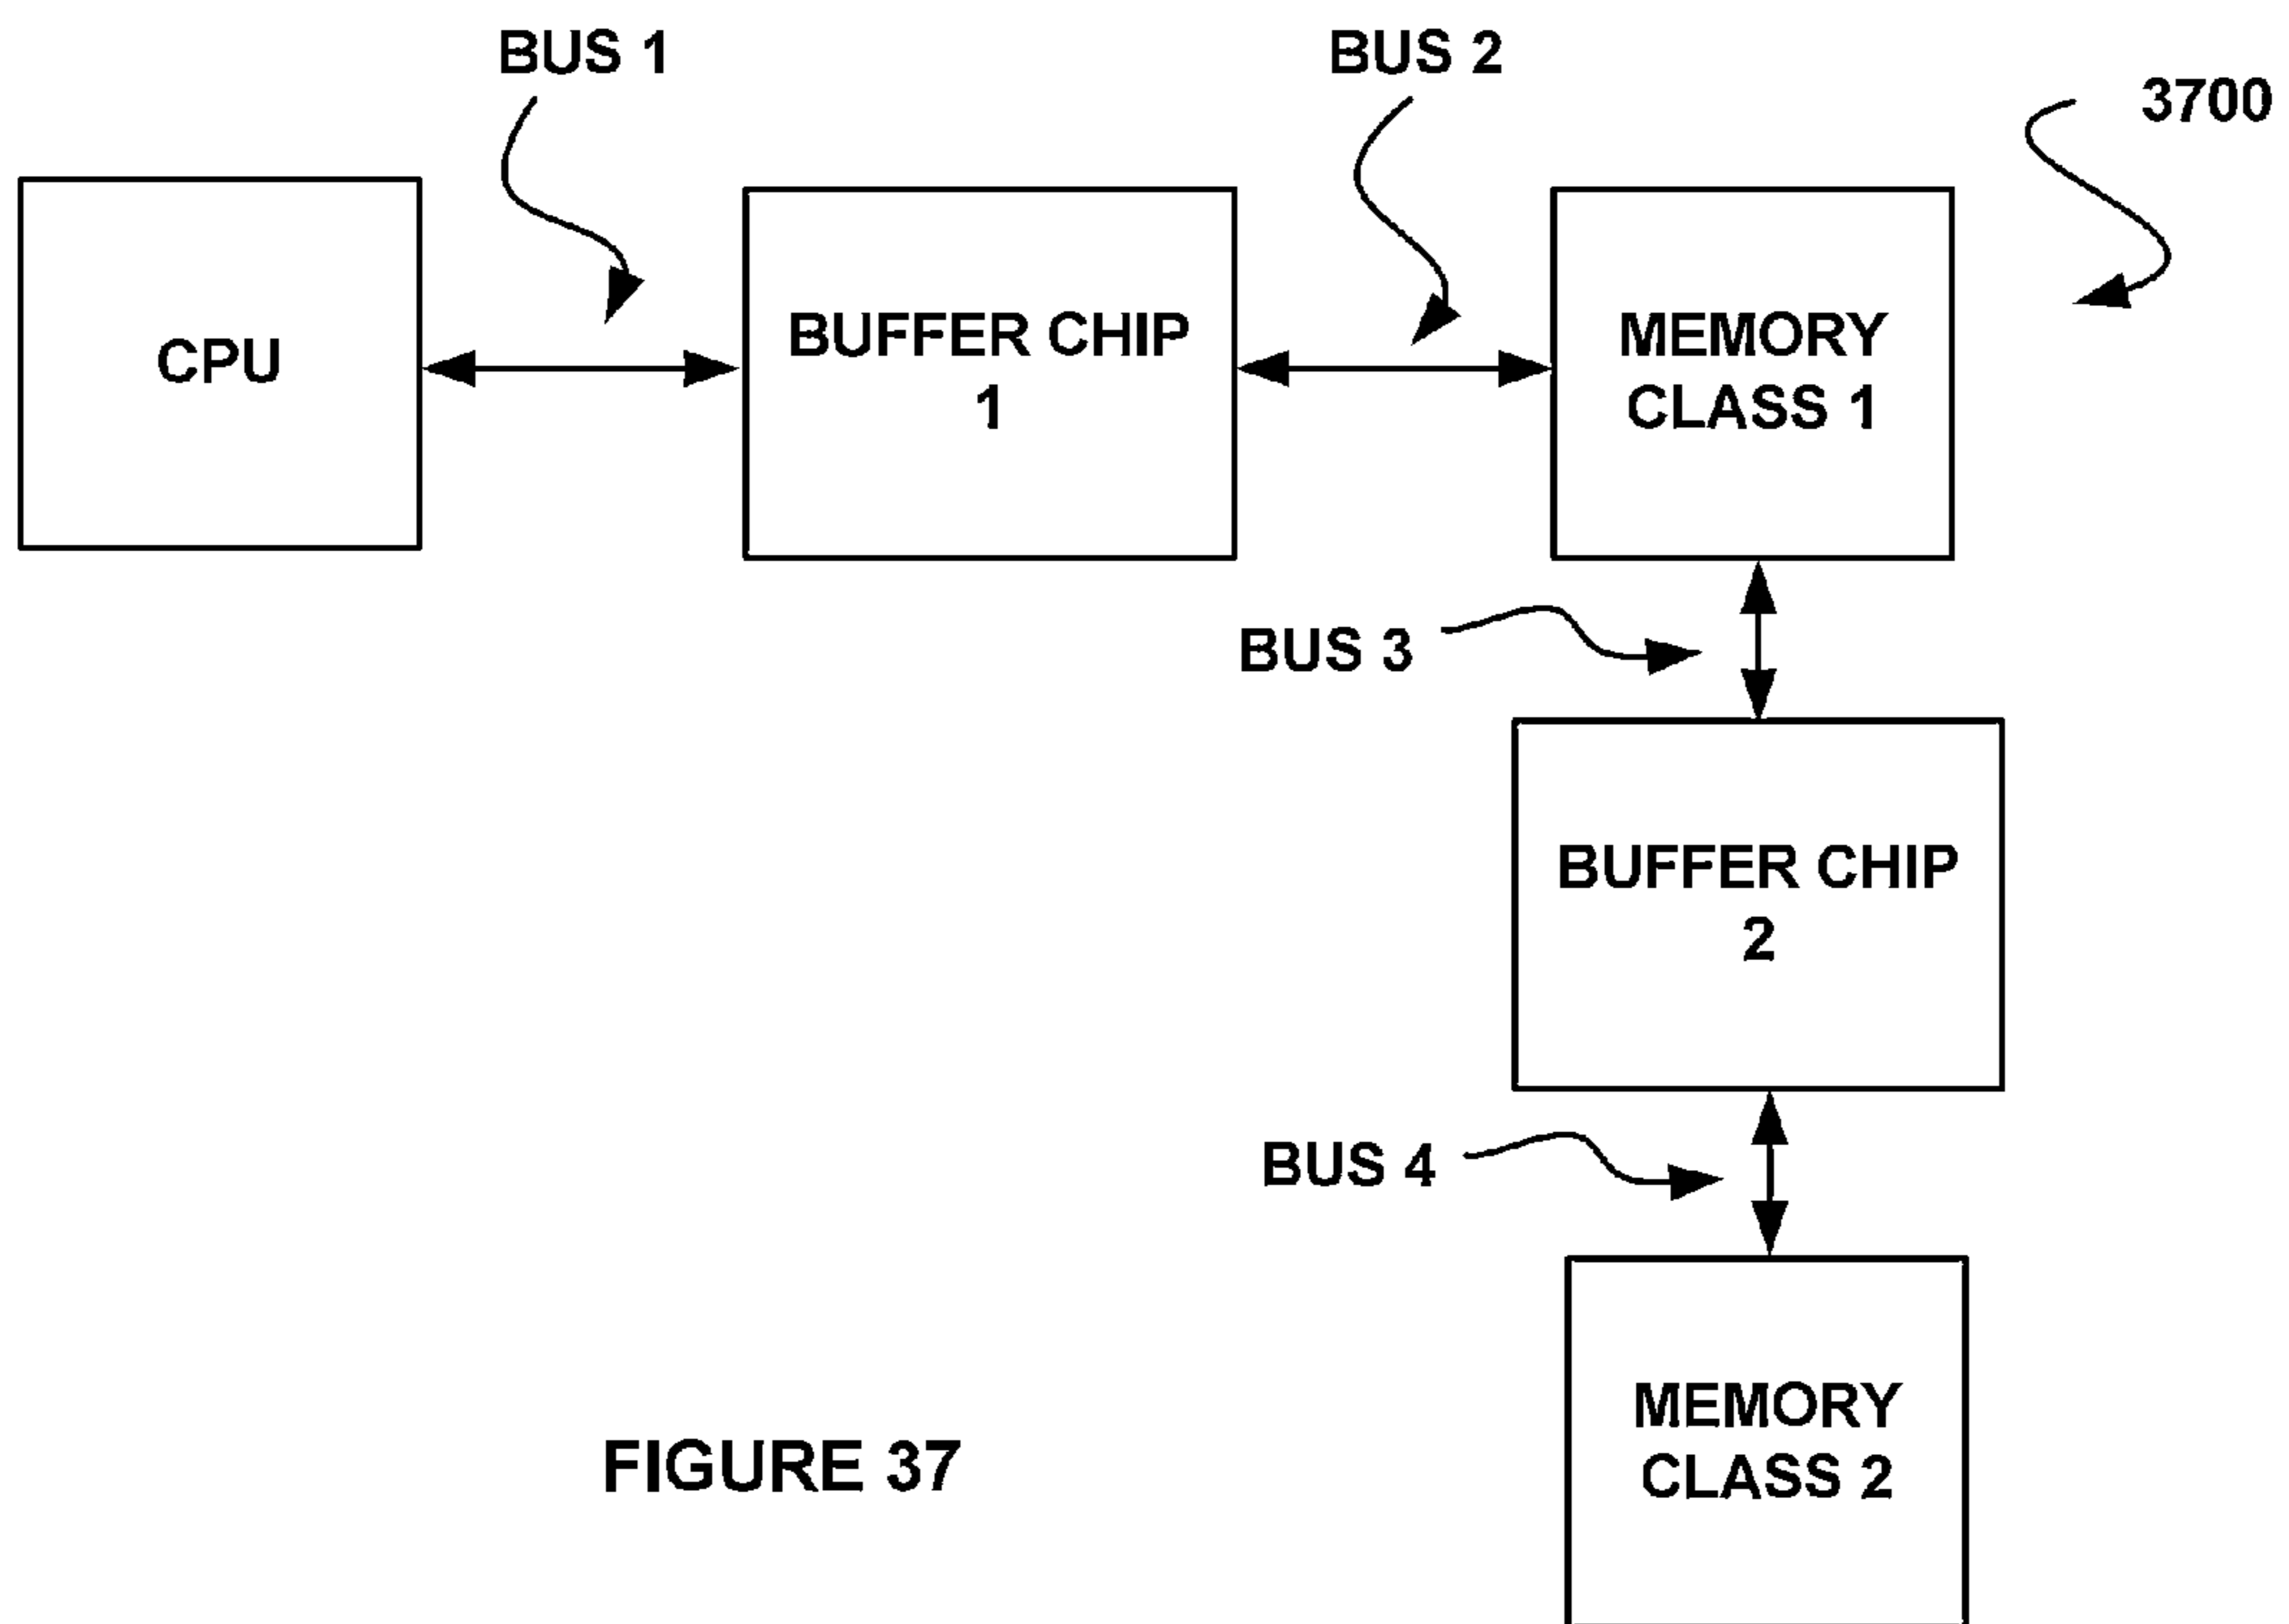 BUS 1
BUS 2
3700
CPU
BUFFER CHIP
1
MEMORY
CLASS 1
BUS 3
BUFFER CHIP
2
BUS 4
MEMORY
CLASS 2
FIGURE 37